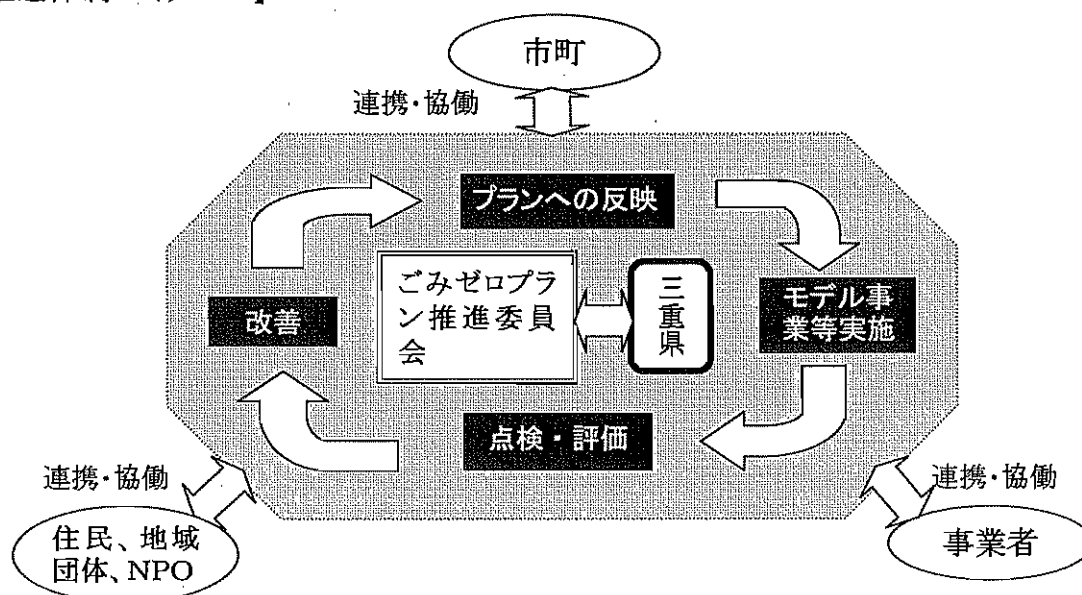 市町
連携・協働
プランへの反映
ごみゼロプラ
ン推進委員
会
三重県
モデル事
業等実施
改善
点検・評価
連携・協働
連携・協働
住民、地域
団体、NPO
事業者